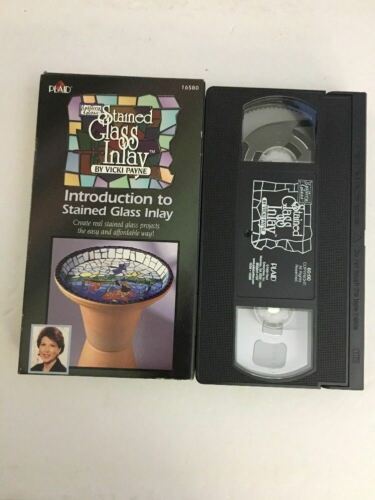 PLAID
16580
Stained
Glass
Inlay™
BY VICKI PAYNE
Introduction to
Stained Glass Inlay
Create real stained glass projects
the easy and affordable way!
Stained
Glass
Inlay
PLAID